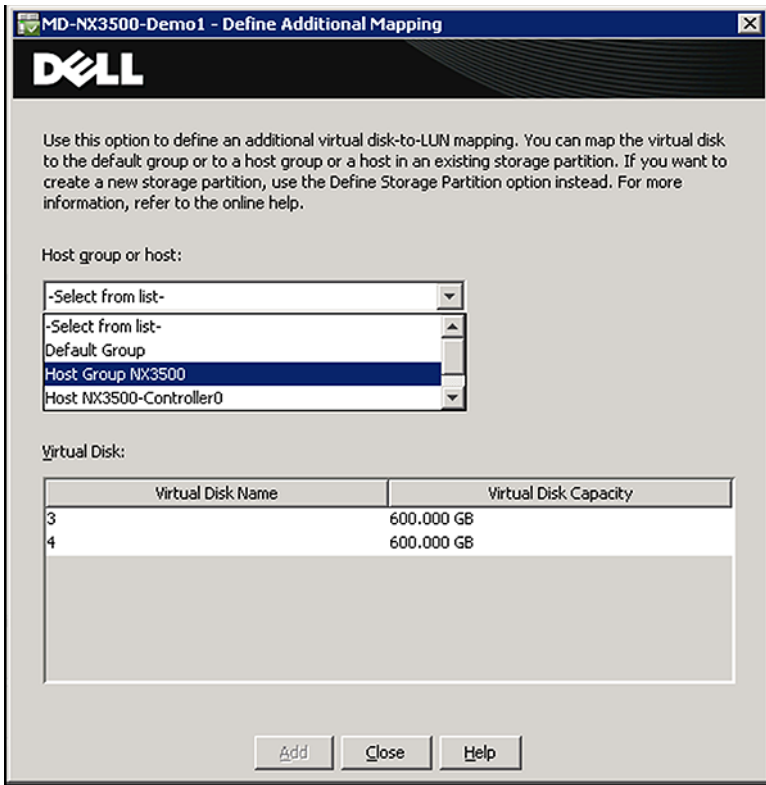 MD-NX3500-Demo1 - Define Additional Mapping
DELL
Use this option to define an additional virtual disk-to-LUN mapping. You can map the virtual disk
to the default group or to a host group or a host in an existing storage partition. If you want to
create a new storage partition, use the Define Storage Partition option instead. For more
information, refer to the online help.
Host group or host:
-Select from list-
-Select from list-
Default Group
Host Group NX3500
Host NX3500-Controller0
Virtual Disk:
Virtual Disk Name Virtual Disk Capacity
3 600.000 GB
4 600.000 GB
Add Close Help